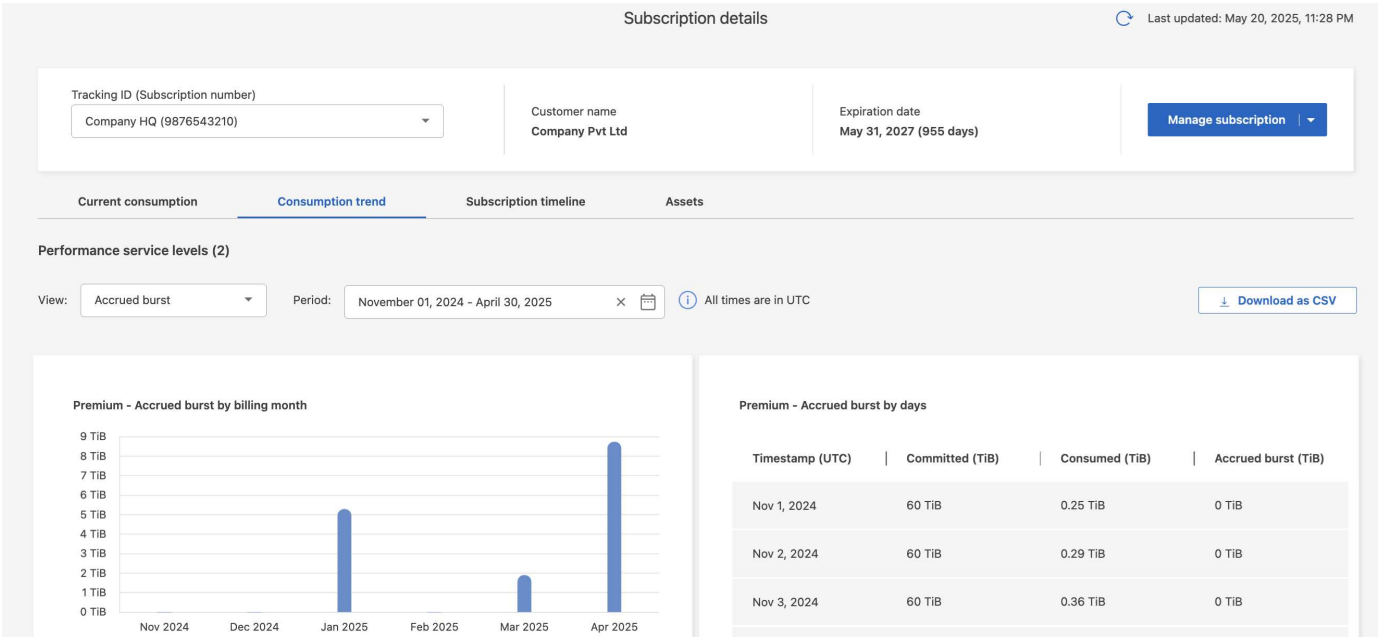 Subscription details
Last updated: May 20, 2025, 11:28 PM
Tracking ID (Subscription number)
Company HQ (9876543210)
Customer name
Company Pvt Ltd
Expiration date
May 31, 2027 (955 days)
Manage subscription
Current consumption
Consumption trend
Subscription timeline
Assets
Performance service levels (2)
View:
Accrued burst
Period:
November 01, 2024 - April 30, 2025
All times are in UTC
Download as CSV
Premium - Accrued burst by billing month
9 TiB
8 TiB
7 TiB
6 TiB
5 TiB
4 TiB
3 TiB
2 TiB
1 TiB
0 TiB
Nov 2024 Dec 2024 Jan 2025 Feb 2025 Mar 2025 Apr 2025
Premium - Accrued burst by days
Timestamp (UTC) Committed (TiB) Consumed (TiB) Accrued burst (TiB)
Nov 1, 2024 60 TiB 0.25 TiB 0 TiB
Nov 2, 2024 60 TiB 0.29 TiB 0 TiB
Nov 3, 2024 60 TiB 0.36 TiB 0 TiB